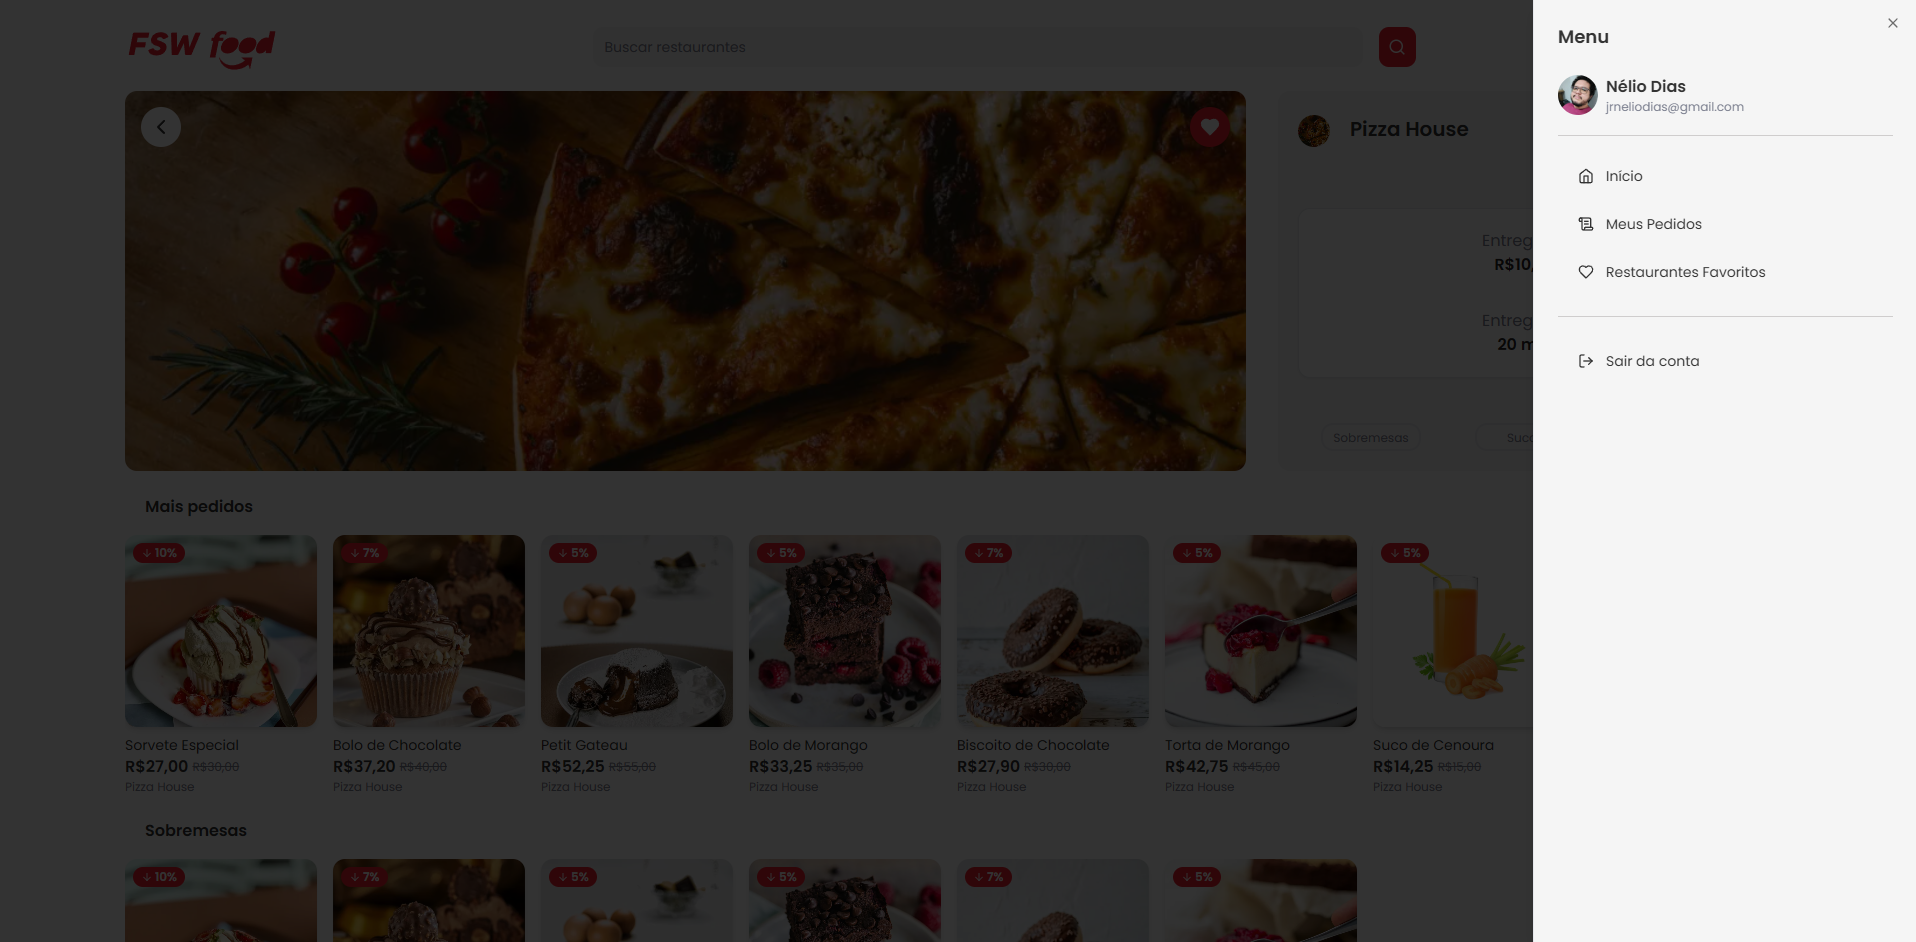 FSW food
Buscar restaurantes
Pizza House
Entreg
R$10,
Entreg
20 m
Sobremesas
Suco
Mais pedidos
10%
7%
5%
5%
7%
5%
5%
Sorvete Especial
R$27,00 R$30,00
Pizza House
Bolo de Chocolate
R$37,20 R$40,00
Pizza House
Petit Gateau
R$52,25 R$55,00
Pizza House
Bolo de Morango
R$33,25 R$35,00
Pizza House
Biscoito de Chocolate
R$27,90 R$30,00
Pizza House
Torta de Morango
R$42,75 R$45,00
Pizza House
Suco de Cenoura
R$14,25 R$15,00
Pizza House
Sobremesas
10%
7%
5%
5%
7%
5%
Menu
Nélio Dias
jrneliodias@gmail.com
Início
Meus Pedidos
Restaurantes Favoritos
Sair da conta